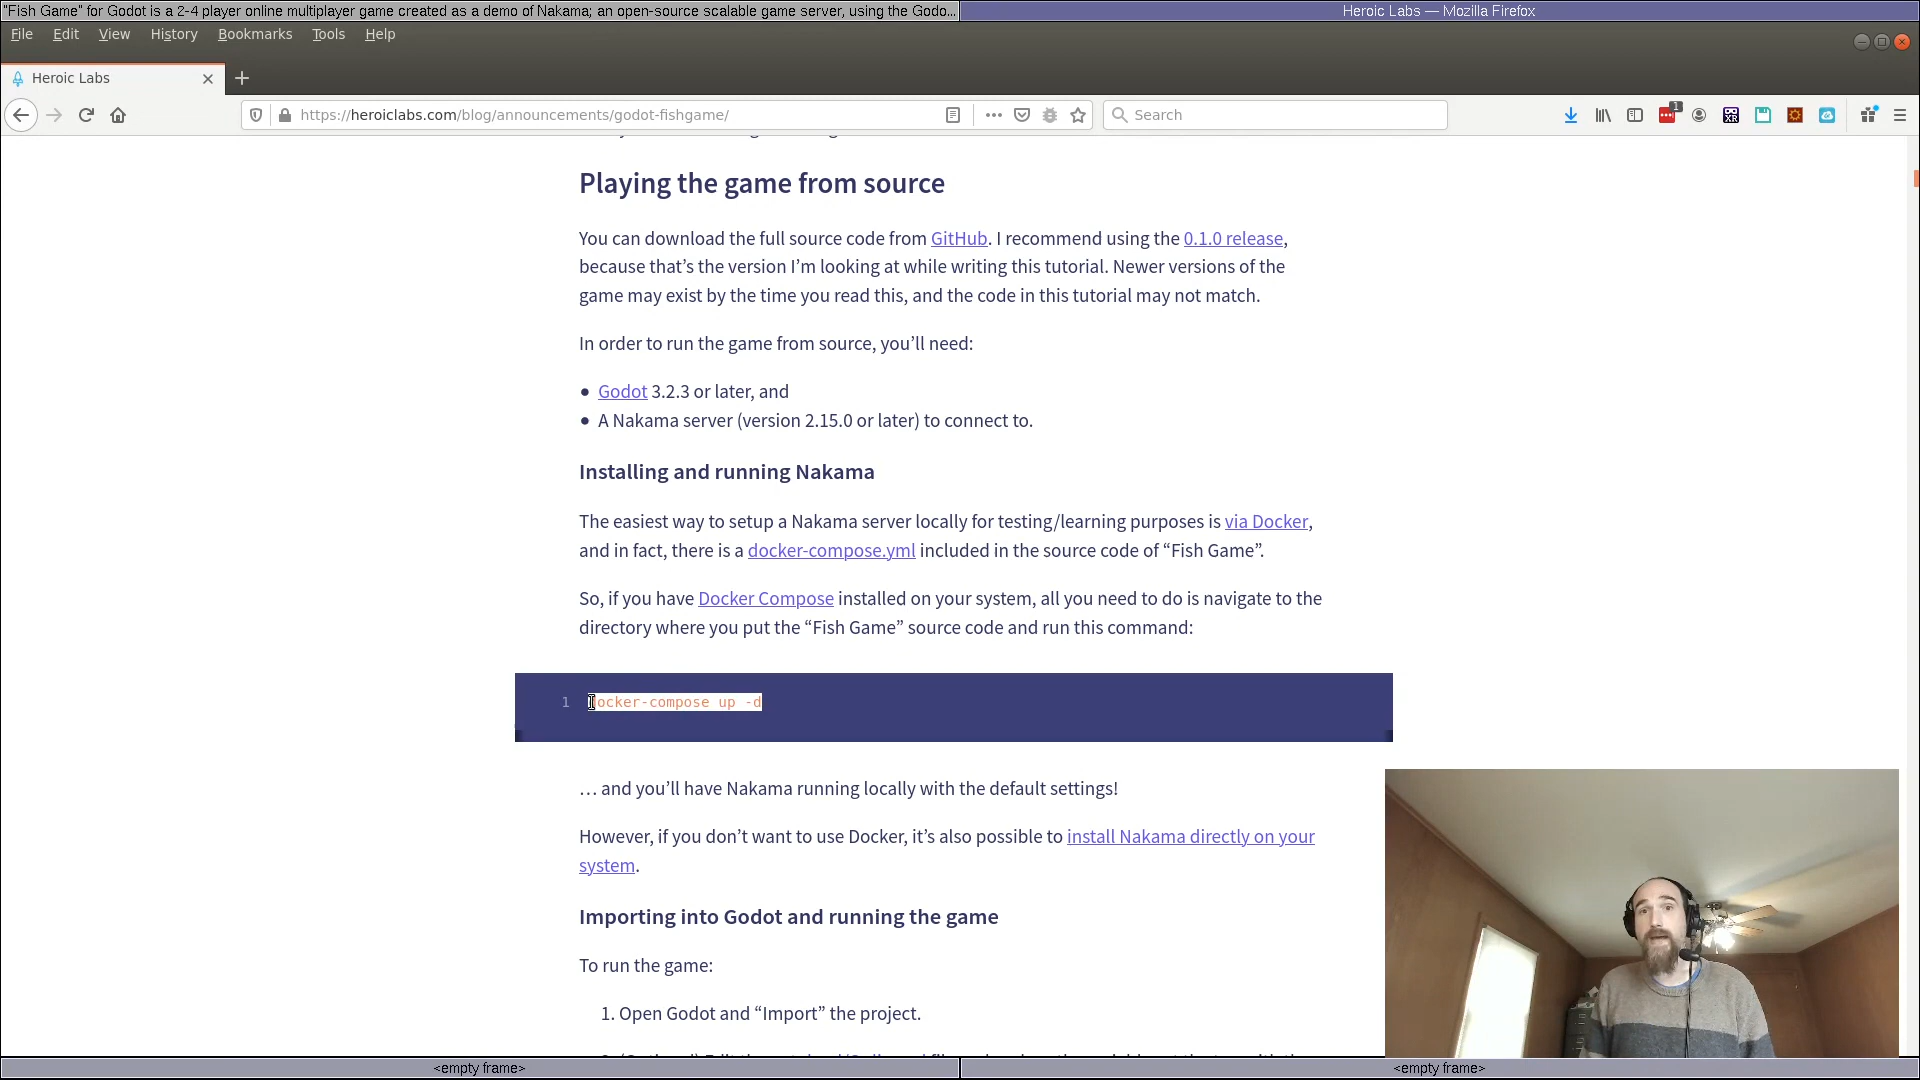 "Fish Game" for Godot is a 2-4 player online multiplayer game created as a demo of Nakama; an open-source scalable game server, using the Godo...
Heroic Labs — Mozilla Firefox
File Edit View History Bookmarks Tools Help
Heroic Labs
https://heroiclabs.com/blog/announcements/godot-fishgame/
Search
1
Playing the game from source
You can download the full source code from GitHub. I recommend using the 0.1.0 release,
because that’s the version I’m looking at while writing this tutorial. Newer versions of the
game may exist by the time you read this, and the code in this tutorial may not match.
In order to run the game from source, you’ll need:
● Godot 3.2.3 or later, and
● A Nakama server (version 2.15.0 or later) to connect to.
Installing and running Nakama
The easiest way to setup a Nakama server locally for testing/learning purposes is via Docker,
and in fact, there is a docker-compose.yml included in the source code of “Fish Game”.
So, if you have Docker Compose installed on your system, all you need to do is navigate to the
directory where you put the “Fish Game” source code and run this command:
1 docker-compose up -d
… and you’ll have Nakama running locally with the default settings!
However, if you don’t want to use Docker, it’s also possible to install Nakama directly on your
system.
Importing into Godot and running the game
To run the game:
1. Open Godot and “Import” the project.
<empty frame>
<empty frame>